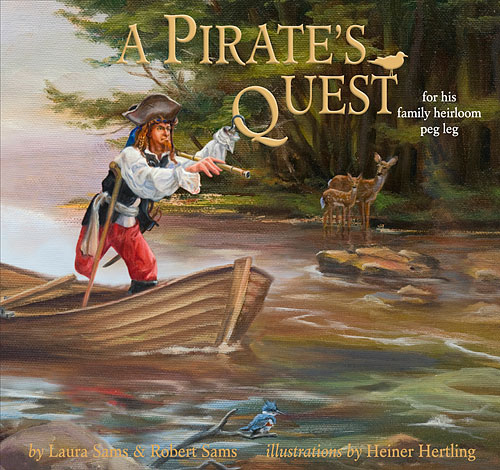 A PIRATE'S
QUEST
for his
family heirloom
peg leg
by Laura Sams & Robert Sams illustrations by Heiner Hertling